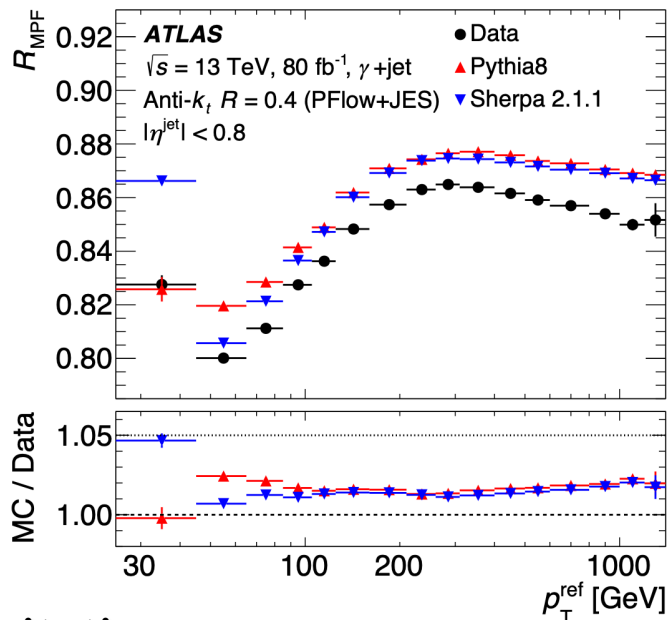 ATLAS
√s = 13 TeV, 80 fb⁻¹, γ+jet
Anti-kₜ R = 0.4 (PFlow+JES)
|η^jet| < 0.8
Data
Pythia8
Sherpa 2.1.1
R_MPF
0.92
0.90
0.88
0.86
0.84
0.82
0.80
MC / Data
1.05
1.00
30 100 200 1000
p_T^ref [GeV]